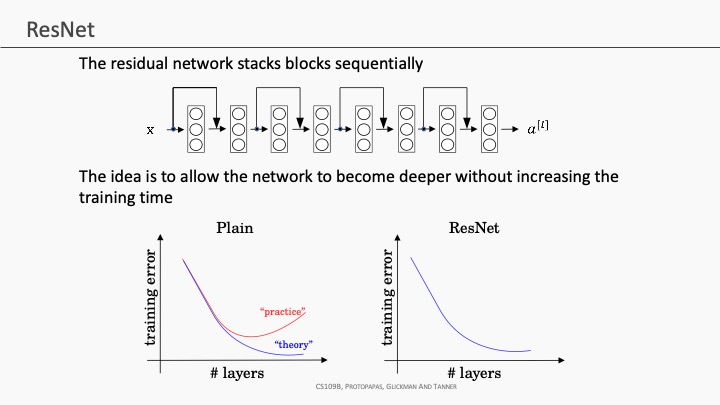 ResNet
The residual network stacks blocks sequentially
x
a[l]
The idea is to allow the network to become deeper without increasing the
training time
Plain
ResNet
training error
"practice"
"theory"
# layers
training error
# layers
CS109B, PROTOPAPAS, GLICKMAN AND TANNER